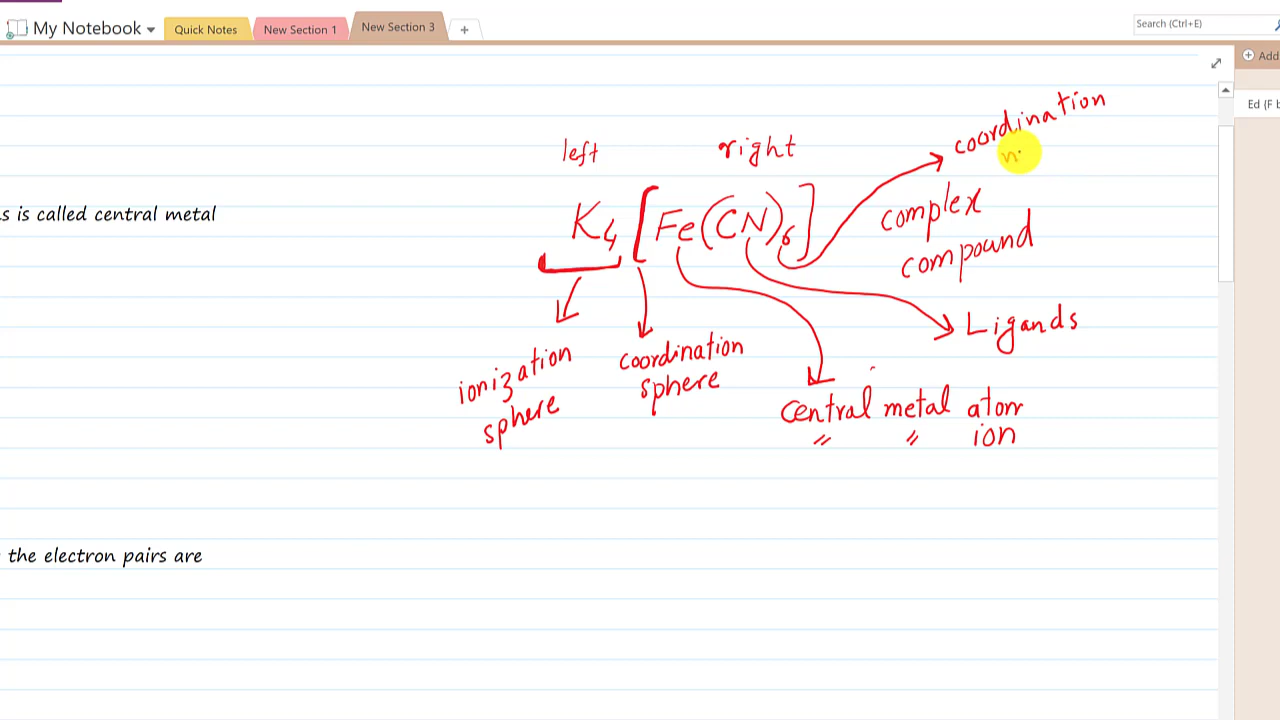 My Notebook
Quick Notes
New Section 1
New Section 3
+
Search (Ctrl+E)
Add
Ed (F b
s is called central metal
the electron pairs are
left
right
K4[Fe(CN)6]
coordination
complex
compound
Ligands
ionization
sphere
coordination
sphere
central metal atom
〃 〃 ion